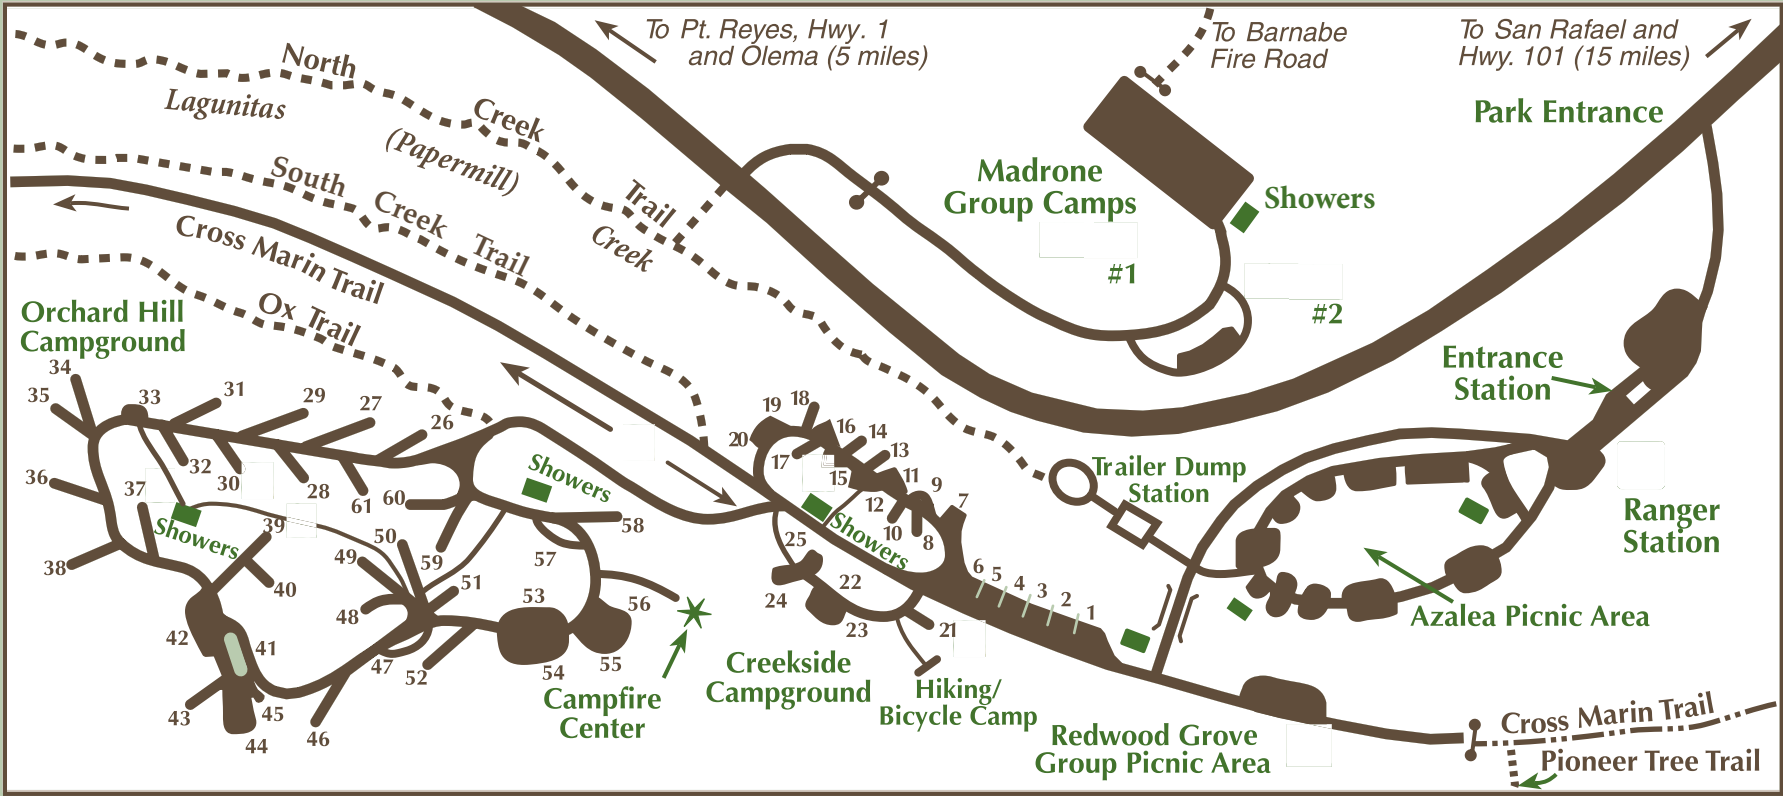 To Pt. Reyes, Hwy. 1
and Olema (5 miles)
To Barnabe
Fire Road
To San Rafael and
Hwy. 101 (15 miles)
Park Entrance
North Creek Trail
Lagunitas (Papermill) Creek
South Creek Trail
Cross Marin Trail
Ox Trail
Madrone
Group Camps
#1
#2
Showers
Orchard Hill
Campground
Entrance
Station
34
35
33
31
29
27
26
32
30
28
61
60
36
37
38
39
40
Showers
Showers
50
49
59
51
48
58
57
53
56
42
41
47
52
54
55
43
45
44
46
Campfire
Center
19
18
16
14
13
20
17
15
11
12
9
7
10
8
Showers
25
22
24
23
21
6
5
4
3
2
1
Creekside
Campground
Hiking/
Bicycle Camp
Trailer Dump
Station
Ranger
Station
Azalea Picnic Area
Redwood Grove
Group Picnic Area
Cross Marin Trail
Pioneer Tree Trail